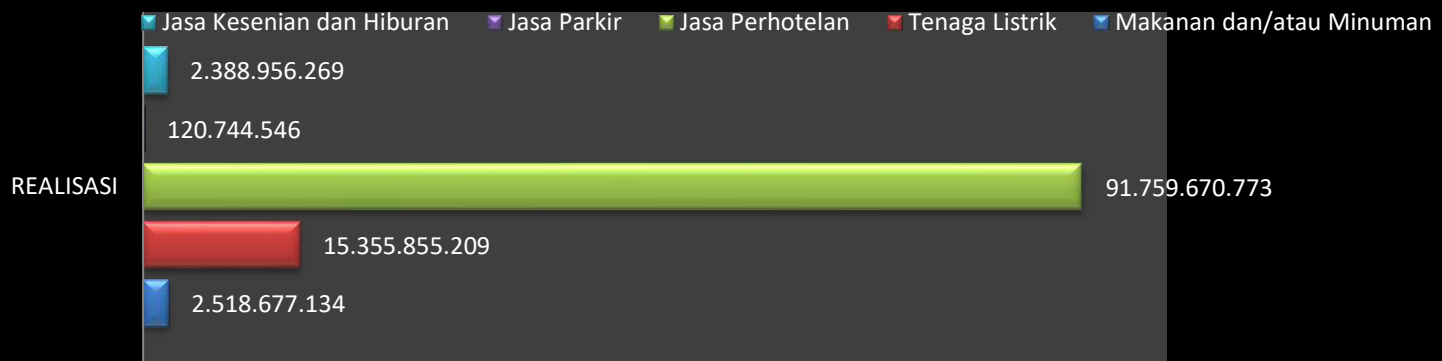 Jasa Kesenian dan Hiburan Jasa Parkir Jasa Perhotelan Tenaga Listrik Makanan dan/atau Minuman
2.388.956.269
120.744.546
REALISASI 91.759.670.773
15.355.855.209
2.518.677.134